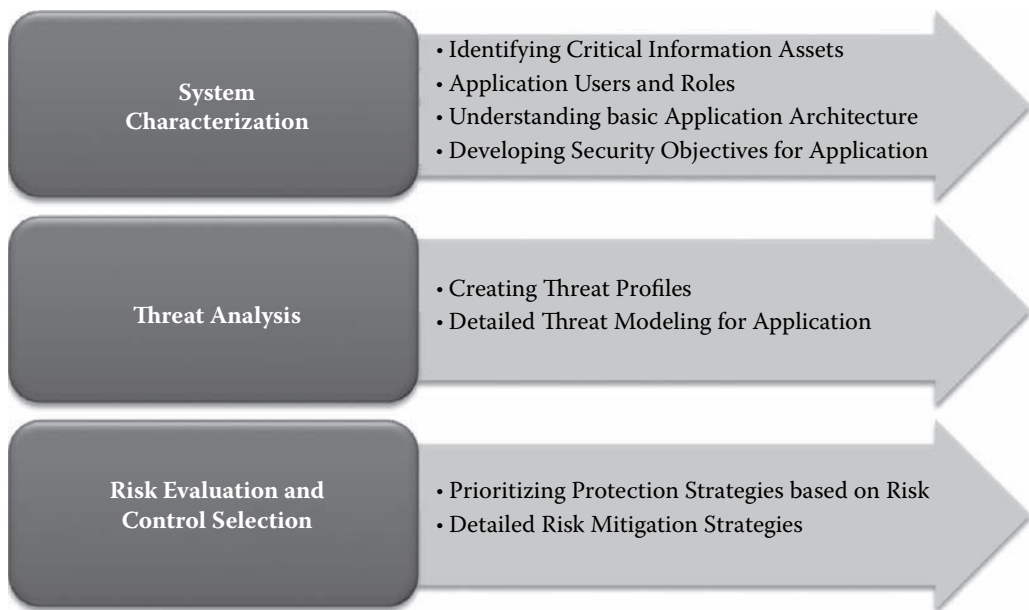 System
Characterization
• Identifying Critical Information Assets
• Application Users and Roles
• Understanding basic Application Architecture
• Developing Security Objectives for Application
Threat Analysis
• Creating Threat Profiles
• Detailed Threat Modeling for Application
Risk Evaluation and
Control Selection
• Prioritizing Protection Strategies based on Risk
• Detailed Risk Mitigation Strategies